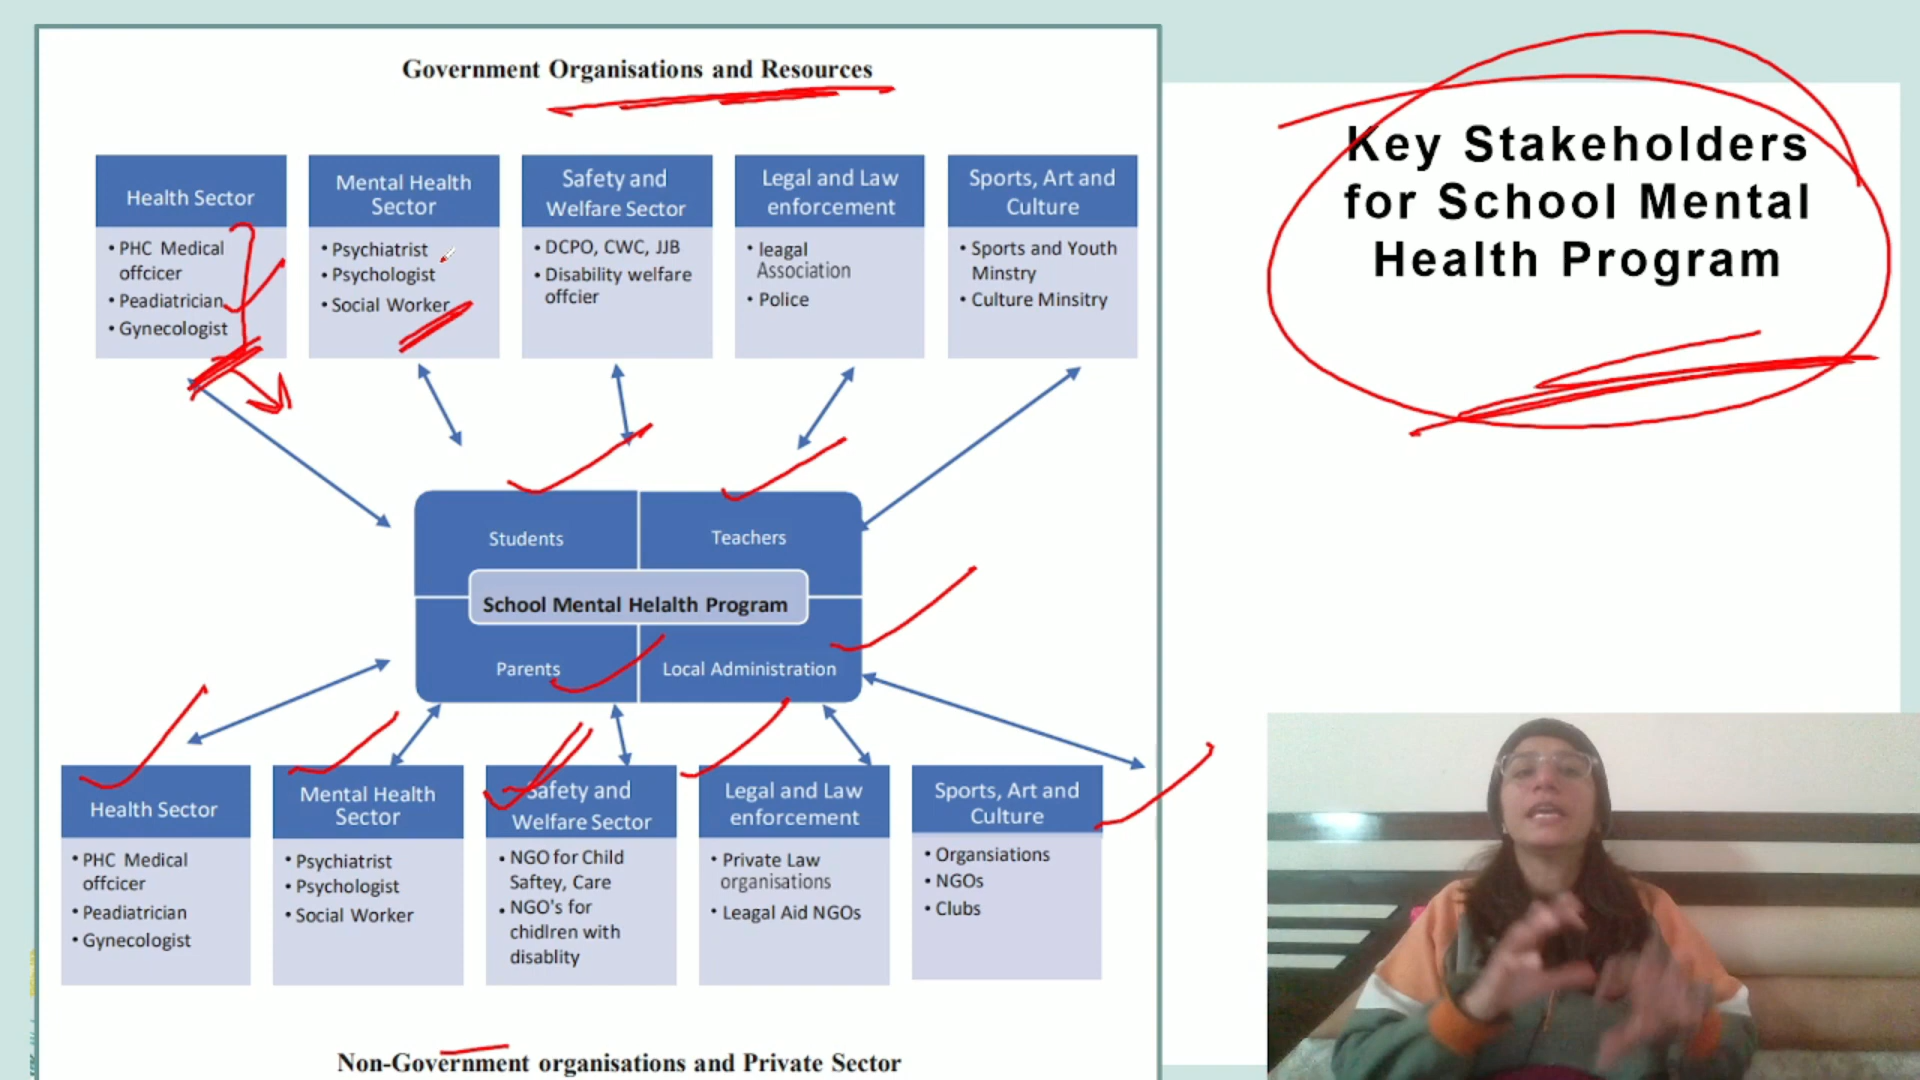 Government Organisations and Resources
Key Stakeholders
for School Mental
Health Program
Health Sector
• PHC Medical
offcicer
• Peadiatrician
• Gynecologist
Mental Health
Sector
• Psychiatrist
• Psychologist
• Social Worker
Safety and
Welfare Sector
• DCPO, CWC, JJB
• Disability welfare
offcier
Legal and Law
enforcement
• leagal
Association
• Police
Sports, Art and
Culture
• Sports and Youth
Minstry
• Culture Minsitry
Students
Teachers
School Mental Helalth Program
Parents
Local Administration
Health Sector
• PHC Medical
offcicer
• Peadiatrician
• Gynecologist
Mental Health
Sector
• Psychiatrist
• Psychologist
• Social Worker
Safety and
Welfare Sector
• NGO for Child
Saftey, Care
• NGO's for
chidlren with
disablity
Legal and Law
enforcement
• Private Law
organisations
• Leagal Aid NGOs
Sports, Art and
Culture
• Organsiations
• NGOs
• Clubs
Non-Government organisations and Private Sector